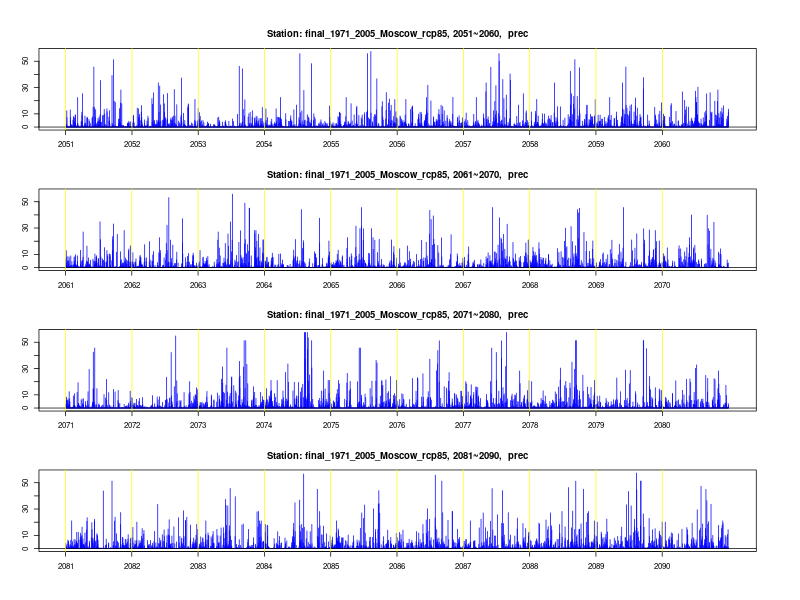 Station: final_1971_2005_Moscow_rcp85, 2051~2060, prec
50
30
10
0
2051 2052 2053 2054 2055 2056 2057 2058 2059 2060
Station: final_1971_2005_Moscow_rcp85, 2061~2070, prec
50
30
10
0
2061 2062 2063 2064 2065 2066 2067 2068 2069 2070
Station: final_1971_2005_Moscow_rcp85, 2071~2080, prec
50
30
10
0
2071 2072 2073 2074 2075 2076 2077 2078 2079 2080
Station: final_1971_2005_Moscow_rcp85, 2081~2090, prec
50
30
10
0
2081 2082 2083 2084 2085 2086 2087 2088 2089 2090